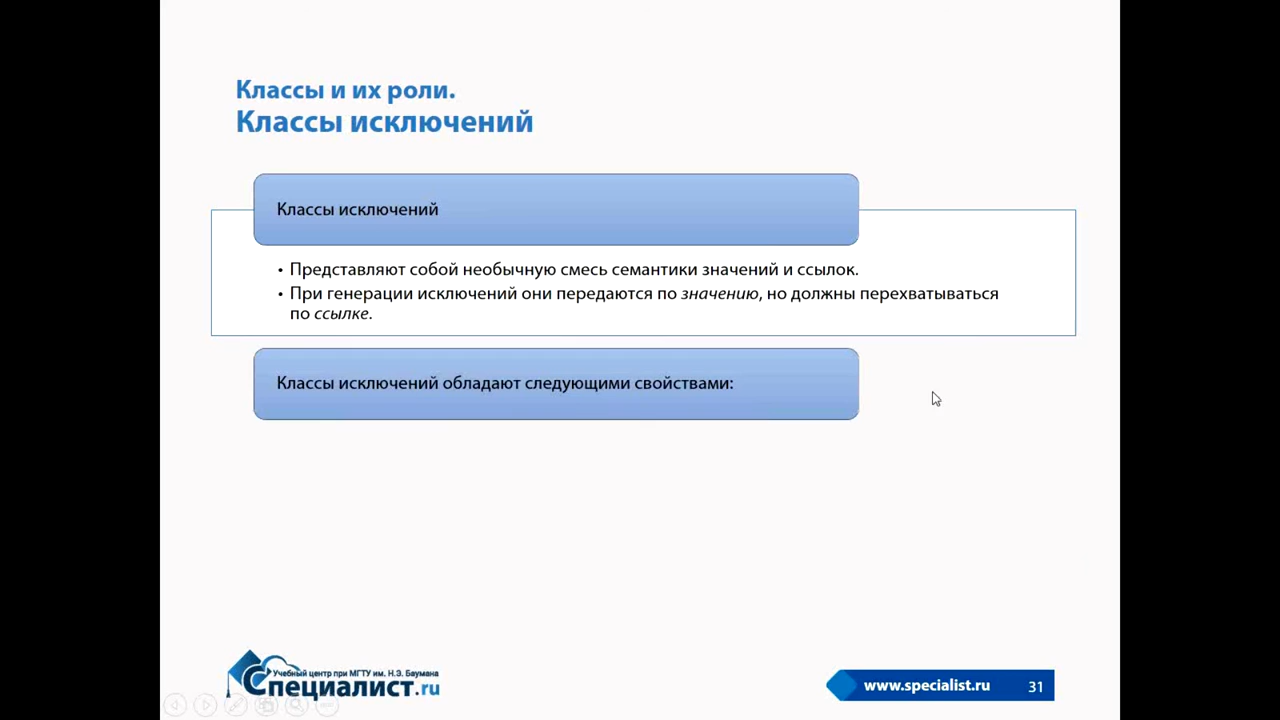 Классы и их роли.
Классы исключений
Классы исключений
• Представляют собой необычную смесь семантики значений и ссылок.
• При генерации исключений они передаются по значению, но должны перехватываться
по ссылке.
Классы исключений обладают следующими свойствами:
Учебный центр при МГТУ им. Н.Э. Баумана
Специалист.ru
www.specialist.ru 31